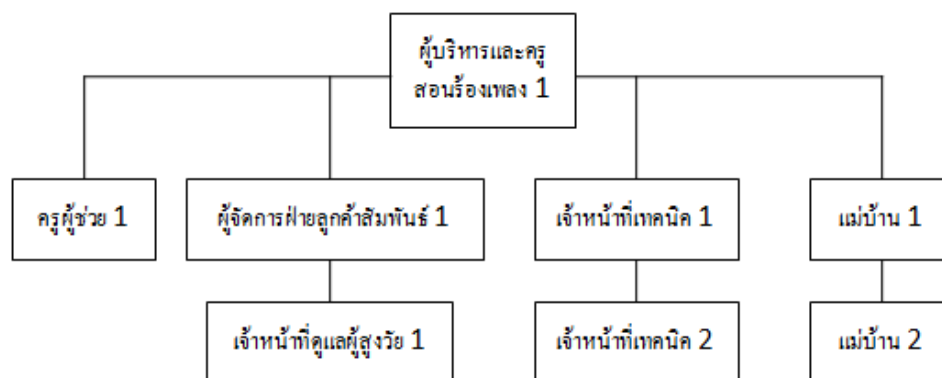 ผู้บริหารและครู
สอนร้องเพลง 1
ครูผู้ช่วย 1
ผู้จัดการฝ่ายลูกค้าสัมพันธ์ 1
เจ้าหน้าที่เทคนิค 1
แม่บ้าน 1
เจ้าหน้าที่ดูแลผู้สูงวัย 1
เจ้าหน้าที่เทคนิค 2
แม่บ้าน 2